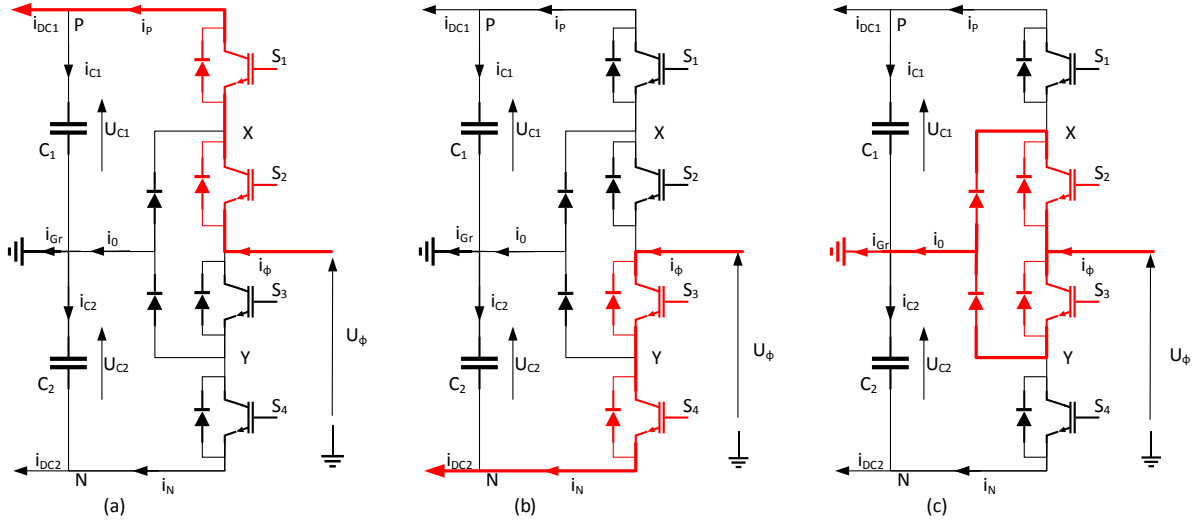 i_DC1 P i_P
S_1
i_C1
U_C1 X
C_1
S_2
i_Gr i_0
i_ϕ
i_C2 S_3
U_ϕ
U_C2 Y
C_2
S_4
i_DC2 N i_N
(a)
i_DC1 P i_P
S_1
i_C1
U_C1 X
C_1
S_2
i_Gr i_0
i_ϕ
i_C2 S_3
U_ϕ
U_C2 Y
C_2
S_4
i_DC2 N i_N
(b)
i_DC1 P i_P
S_1
i_C1
U_C1 X
C_1
S_2
i_Gr i_0
i_ϕ
i_C2 S_3
U_ϕ
U_C2 Y
C_2
S_4
i_DC2 N i_N
(c)